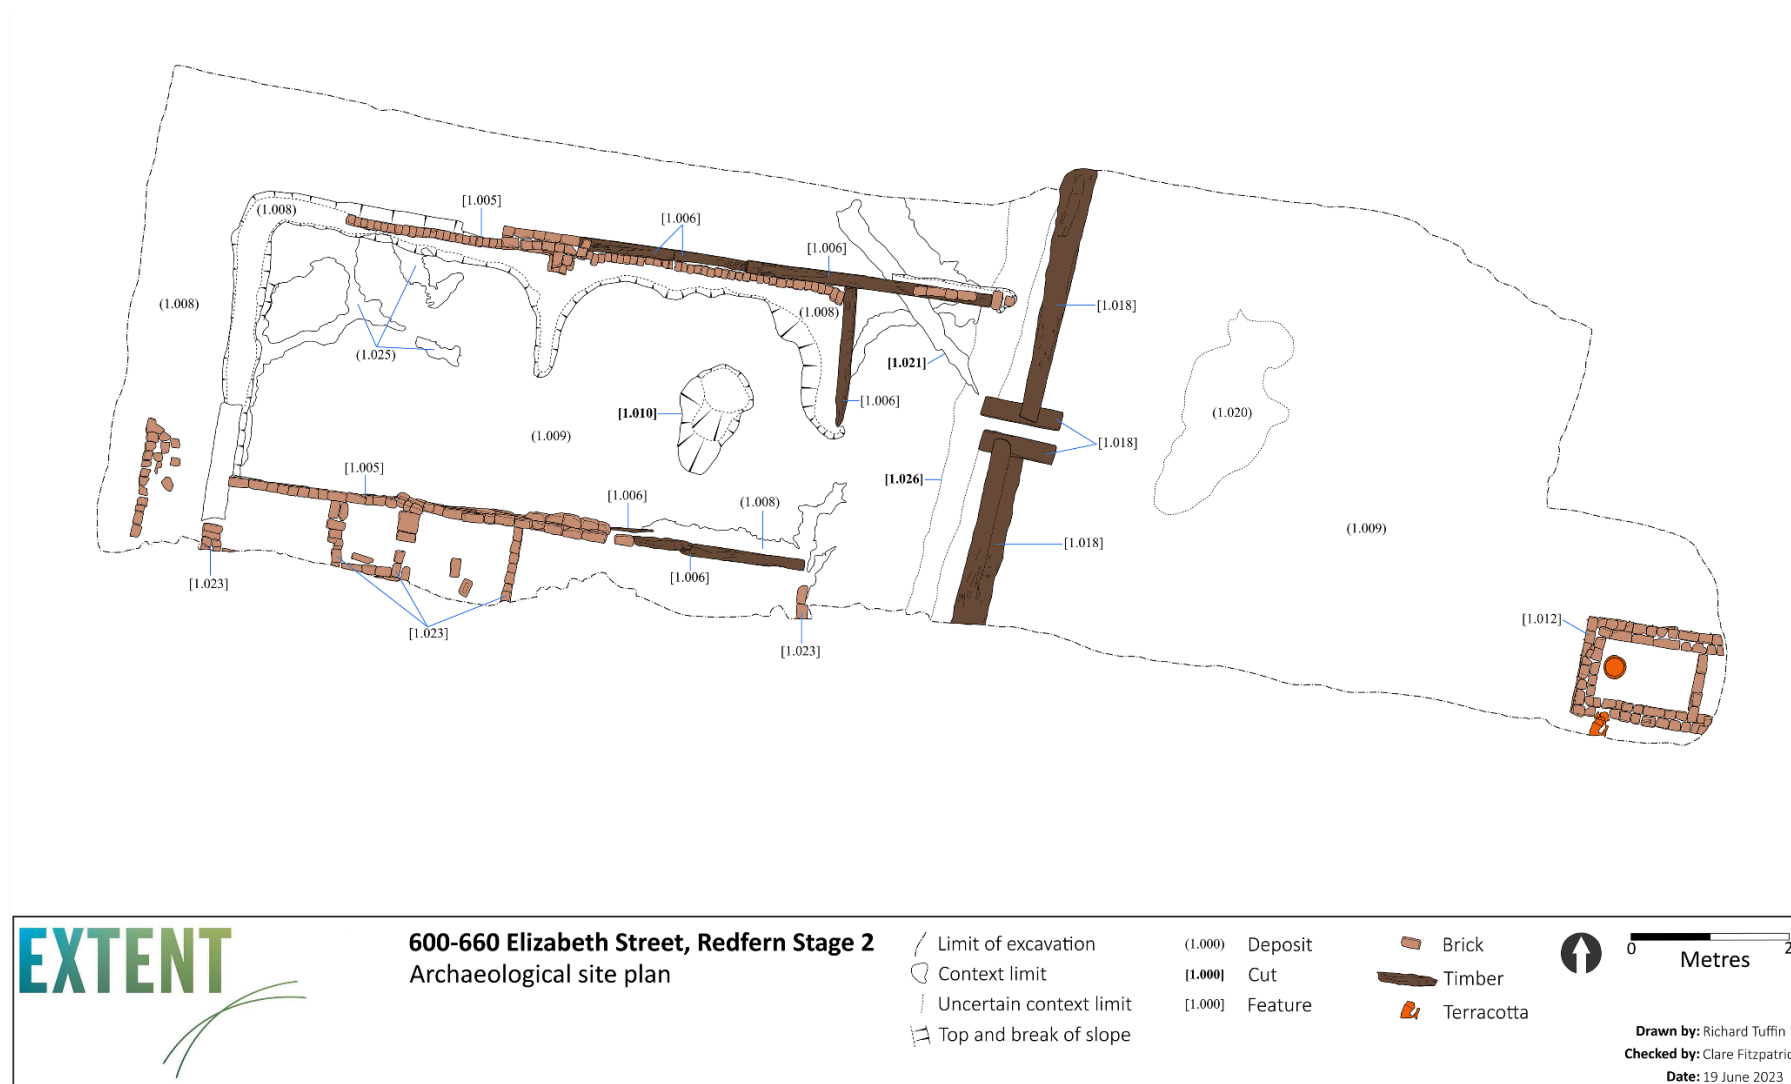 [1.005]
(1.008)
[1.006]
[1.006]
(1.008)
[1.018]
(1.008)
(1.025)
[1.021]
[1.006]
[1.010]
(1.020)
(1.009)
[1.018]
[1.005]
[1.026]
[1.006]
(1.008)
(1.009)
[1.018]
[1.023]
[1.006]
[1.012]
[1.023]
[1.023]
EXTENT
600-660 Elizabeth Street, Redfern Stage 2
Archaeological site plan
Limit of excavation
Context limit
Uncertain context limit
Top and break of slope
(1.000) Deposit
[1.000] Cut
[1.000] Feature
Brick
Timber
Terracotta
0 2
Metres
Drawn by: Richard Tuffin
Checked by: Clare Fitzpatric
Date: 19 June 2023